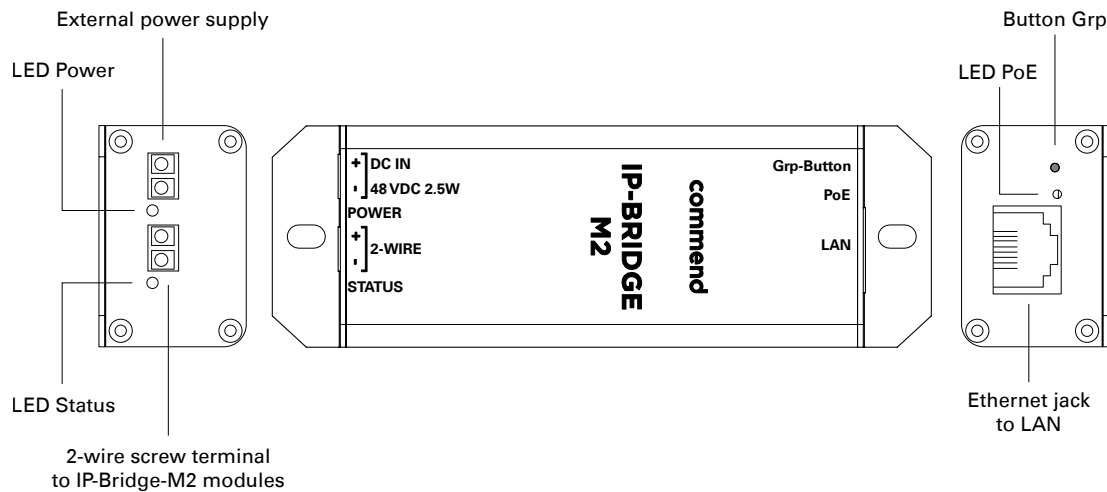 External power supply
LED Power
+ DC IN
- 48 VDC 2.5W
POWER
+
2-WIRE
-
STATUS
LED Status
2-wire screw terminal
to IP-Bridge-M2 modules
IP-BRIDGE
M2
commend
Grp-Button
PoE
LAN
Button Grp
LED PoE
Ethernet jack
to LAN